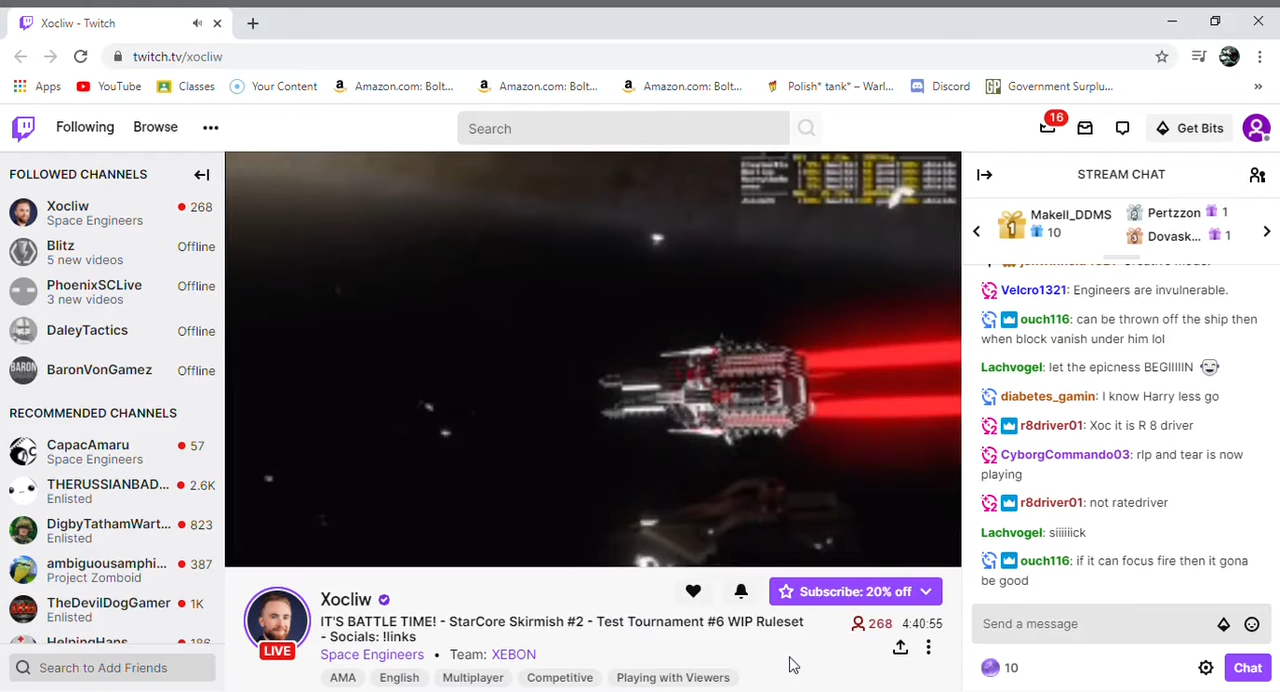 Xocliw - Twitch
twitch.tv/xocliw
Apps YouTube Classes Your Content Amazon.com: Bolt... Amazon.com: Bolt... Amazon.com: Bolt... Polish* tank* – Warl... Discord Government Surplu... »
Following Browse Search 16 Get Bits
FOLLOWED CHANNELS
Xocliw 268
Space Engineers
Blitz Offline
5 new videos
PhoenixSCLive Offline
3 new videos
DaleyTactics Offline
BARON BaronVonGamez Offline
RECOMMENDED CHANNELS
CapacAmaru 57
Space Engineers
THERUSSIANBAD... 2.6K
Enlisted
DigbyTathamWart... 823
Enlisted
ambiguousamphi... 387
Project Zomboid
TheDevilDogGamer 1K
Enlisted
HelpingHans 186
Search to Add Friends
LIVE
Xocliw
Subscribe: 20% off
IT'S BATTLE TIME! - StarCore Skirmish #2 - Test Tournament #6 WIP Ruleset
- Socials: !links
268 4:40:55
Space Engineers • Team: XEBON
AMA English Multiplayer Competitive Playing with Viewers
STREAM CHAT
1 Makell_DDMS 10
2 Pertzzon 1
3 Dovask... 1
Velcro1321: Engineers are invulnerable.
ouch116: can be thrown off the ship then
when block vanish under him lol
Lachvogel: let the epicness BEGIIIIIN
diabetes_gamin: I know Harry less go
r8driver01: Xoc it is R 8 driver
CyborgCommando03: rIp and tear is now
playing
r8driver01: not ratedriver
Lachvogel: siiiiiick
ouch116: if it can focus fire then it gona
be good
Send a message
10 Chat